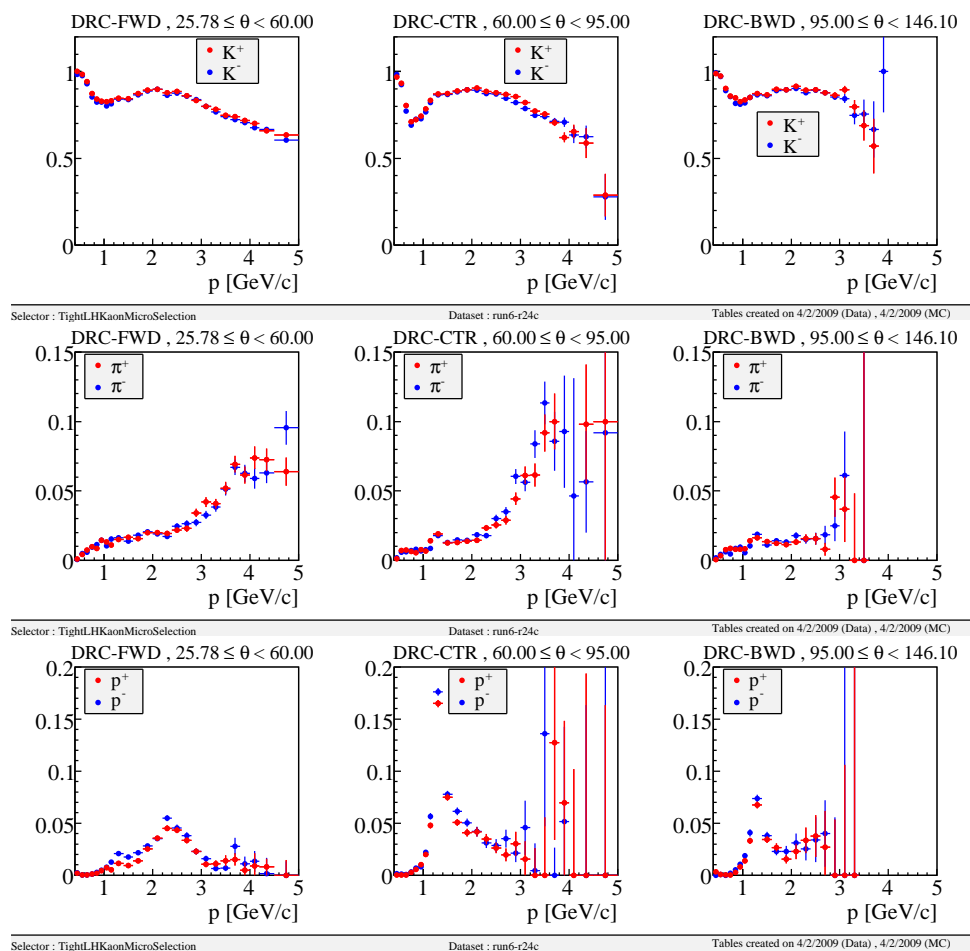 DRC-FWD , 25.78 ≤ θ < 60.00 DRC-CTR , 60.00 ≤ θ < 95.00 DRC-BWD , 95.00 ≤ θ < 146.10
K+ K+
K- K-
1 1 1
K+
K-
0.5 0.5 0.5
0 0 0
1 2 3 4 5 1 2 3 4 5 1 2 3 4 5
p [GeV/c] p [GeV/c] p [GeV/c]
Selector : TightLHKaonMicroSelection Dataset : run6-r24c Tables created on 4/2/2009 (Data) , 4/2/2009 (MC)
DRC-FWD , 25.78 ≤ θ < 60.00 DRC-CTR , 60.00 ≤ θ < 95.00 DRC-BWD , 95.00 ≤ θ < 146.10
0.15 0.15 0.15
π+ π+ π+
π- π- π-
0.1 0.1 0.1
0.05 0.05 0.05
0 0 0
1 2 3 4 5 1 2 3 4 5 1 2 3 4 5
p [GeV/c] p [GeV/c] p [GeV/c]
Selector : TightLHKaonMicroSelection Dataset : run6-r24c Tables created on 4/2/2009 (Data) , 4/2/2009 (MC)
DRC-FWD , 25.78 ≤ θ < 60.00 DRC-CTR , 60.00 ≤ θ < 95.00 DRC-BWD , 95.00 ≤ θ < 146.10
0.2 0.2 0.2
p+ p+ p+
p- p- p-
0.15 0.15 0.15
0.1 0.1 0.1
0.05 0.05 0.05
0 0 0
1 2 3 4 5 1 2 3 4 5 1 2 3 4 5
p [GeV/c] p [GeV/c] p [GeV/c]
Selector : TightLHKaonMicroSelection Dataset : run6-r24c Tables created on 4/2/2009 (Data) , 4/2/2009 (MC)